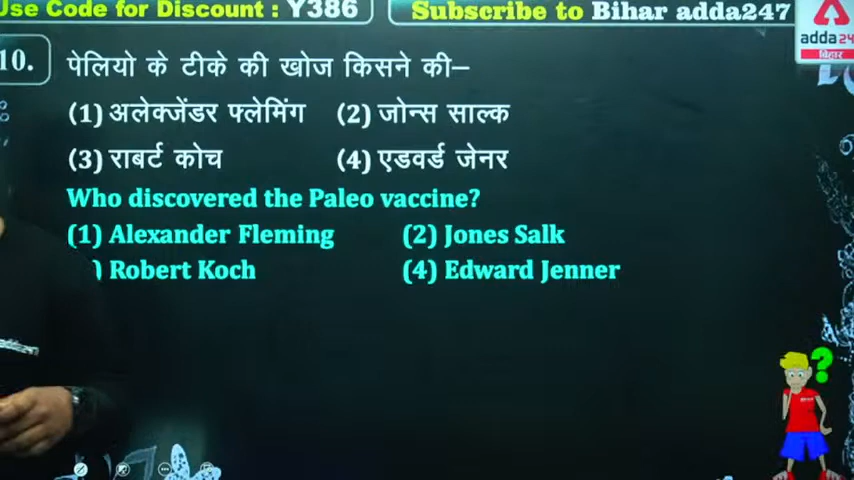 Use Code for Discount : Y386
Subscribe to Bihar adda247
adda24
बिहार
10. पेलियो के टीके की खोज किसने की–
(1) अलेक्जेंडर फ्लेमिंग (2) जोन्स साल्क
(3) राबर्ट कोच (4) एडवर्ड जेनर
Who discovered the Paleo vaccine?
(1) Alexander Fleming (2) Jones Salk
) Robert Koch (4) Edward Jenner